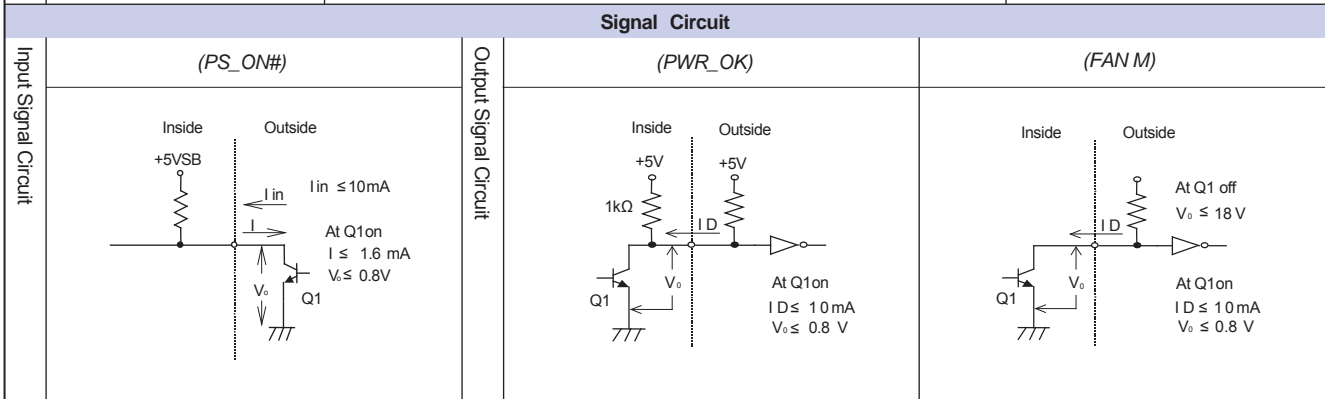 Signal Circuit
Input Signal Circuit
(PS_ON#)
Inside
Outside
+5VSB
I in
I in ≤10mA
I
At Q1on
I ≤ 1.6 mA
V₀≤ 0.8V
V₀
Q1
Output Signal Circuit
(PWR_OK)
Inside
Outside
+5V
+5V
1kΩ
I D
V₀
Q1
At Q1on
I D≤ 10mA
V₀≤ 0.8 V
(FAN M)
Inside
Outside
At Q1 off
V₀ ≤ 18 V
I D
V₀
Q1
At Q1on
I D≤ 10mA
V₀ ≤ 0.8 V